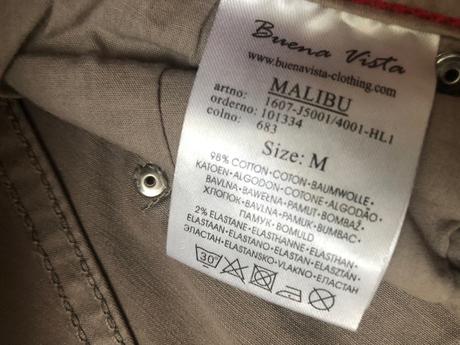 Buena Vista
www.buenavista-clothing.com
MALIBU
artno: 1607-J5001/4001-HL1
orderno: 101334
colno: 683
Size: M
98% COTTON•COTON•BAUMWOLLE•
KATOEN•ALGODON•COTONE•ALGODÃO•
BAVLNA•BAWEŁNA•PAMUT•BOMBAŽ•
ХЛОПОК•BAVLNA•PAMUK•BUMBAC•
ПАМУК•BOMULD
2% ELASTANE•ELASTHANNE•ELASTHAN•
ELASTAAN•ELASTANO•ELASTAN•ELASZTÁN•
ЭЛАСТАН•ELASTANSKO•VLAKNO•ЕЛАСТАН
30°